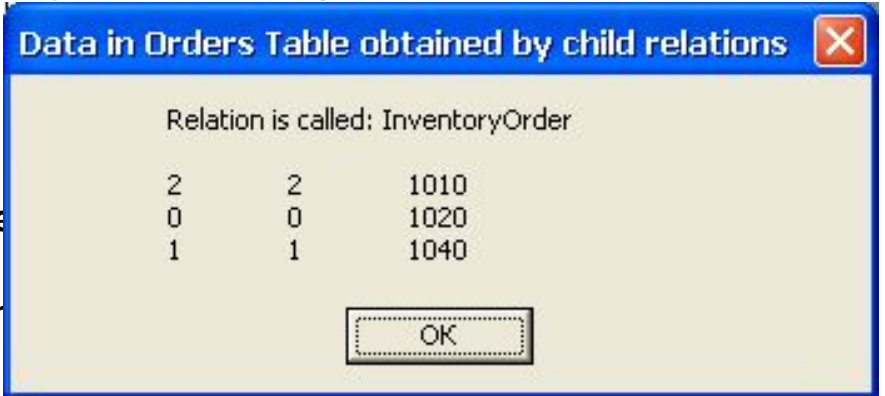 Data in Orders Table obtained by child relations
Relation is called: InventoryOrder
2 2 1010
0 0 1020
1 1 1040
OK